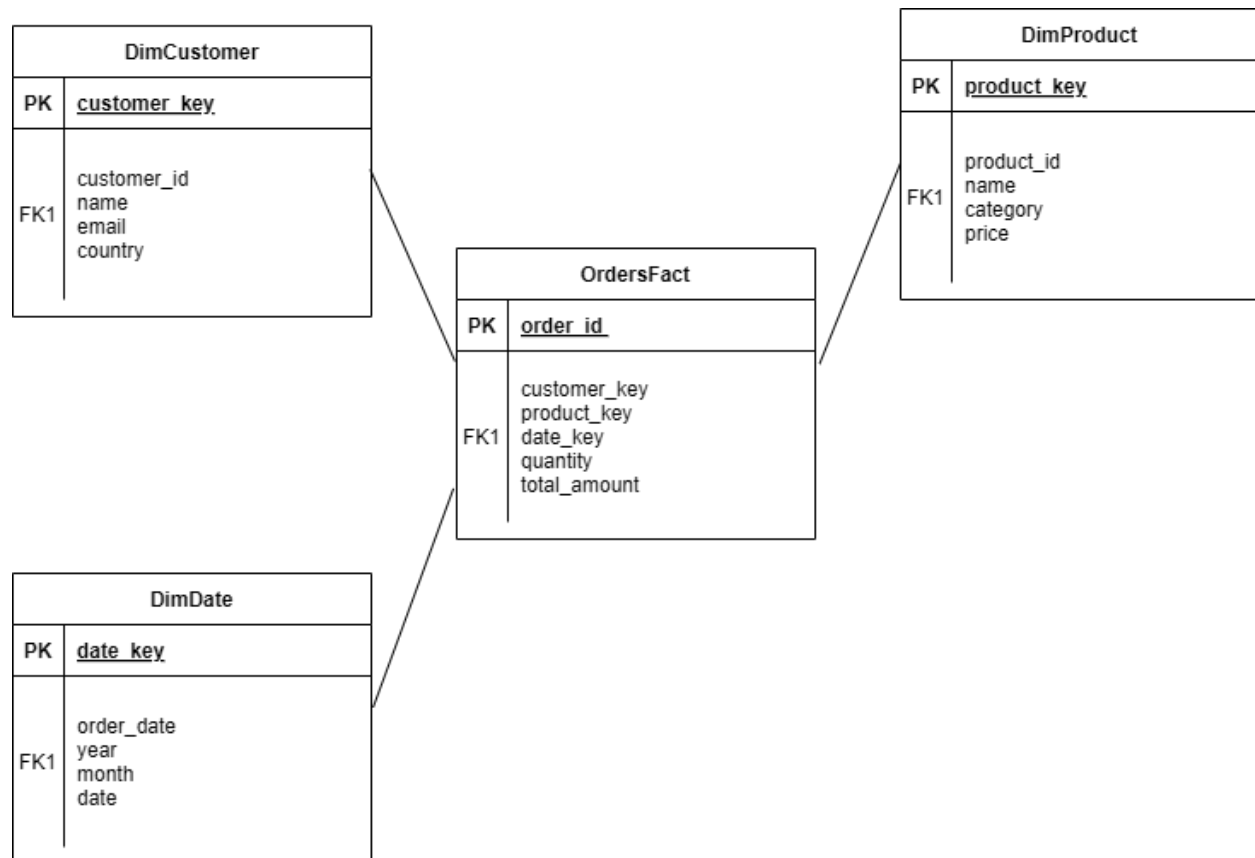 DimCustomer
PK customer_key
FK1
customer_id
name
email
country
DimProduct
PK product_key
FK1
product_id
name
category
price
OrdersFact
PK order_id
FK1
customer_key
product_key
date_key
quantity
total_amount
DimDate
PK date_key
FK1
order_date
year
month
date